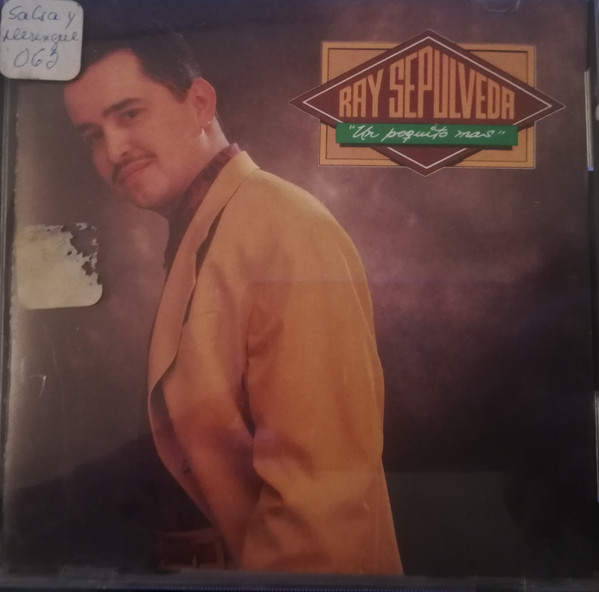 Salsa y
Merengue
062
RAY SEPULVEDA
"Un poquito mas"